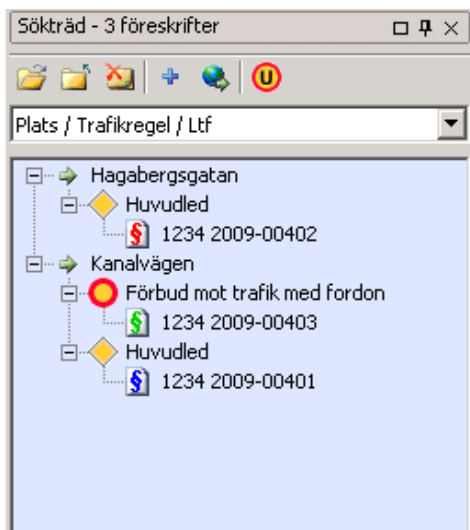 Sökträd - 3 föreskrifter
U
Plats / Trafikregel / Ltf
Hagabergsgatan
Huvudled
§ 1234 2009-00402
Kanalvägen
Förbud mot trafik med fordon
§ 1234 2009-00403
Huvudled
§ 1234 2009-00401